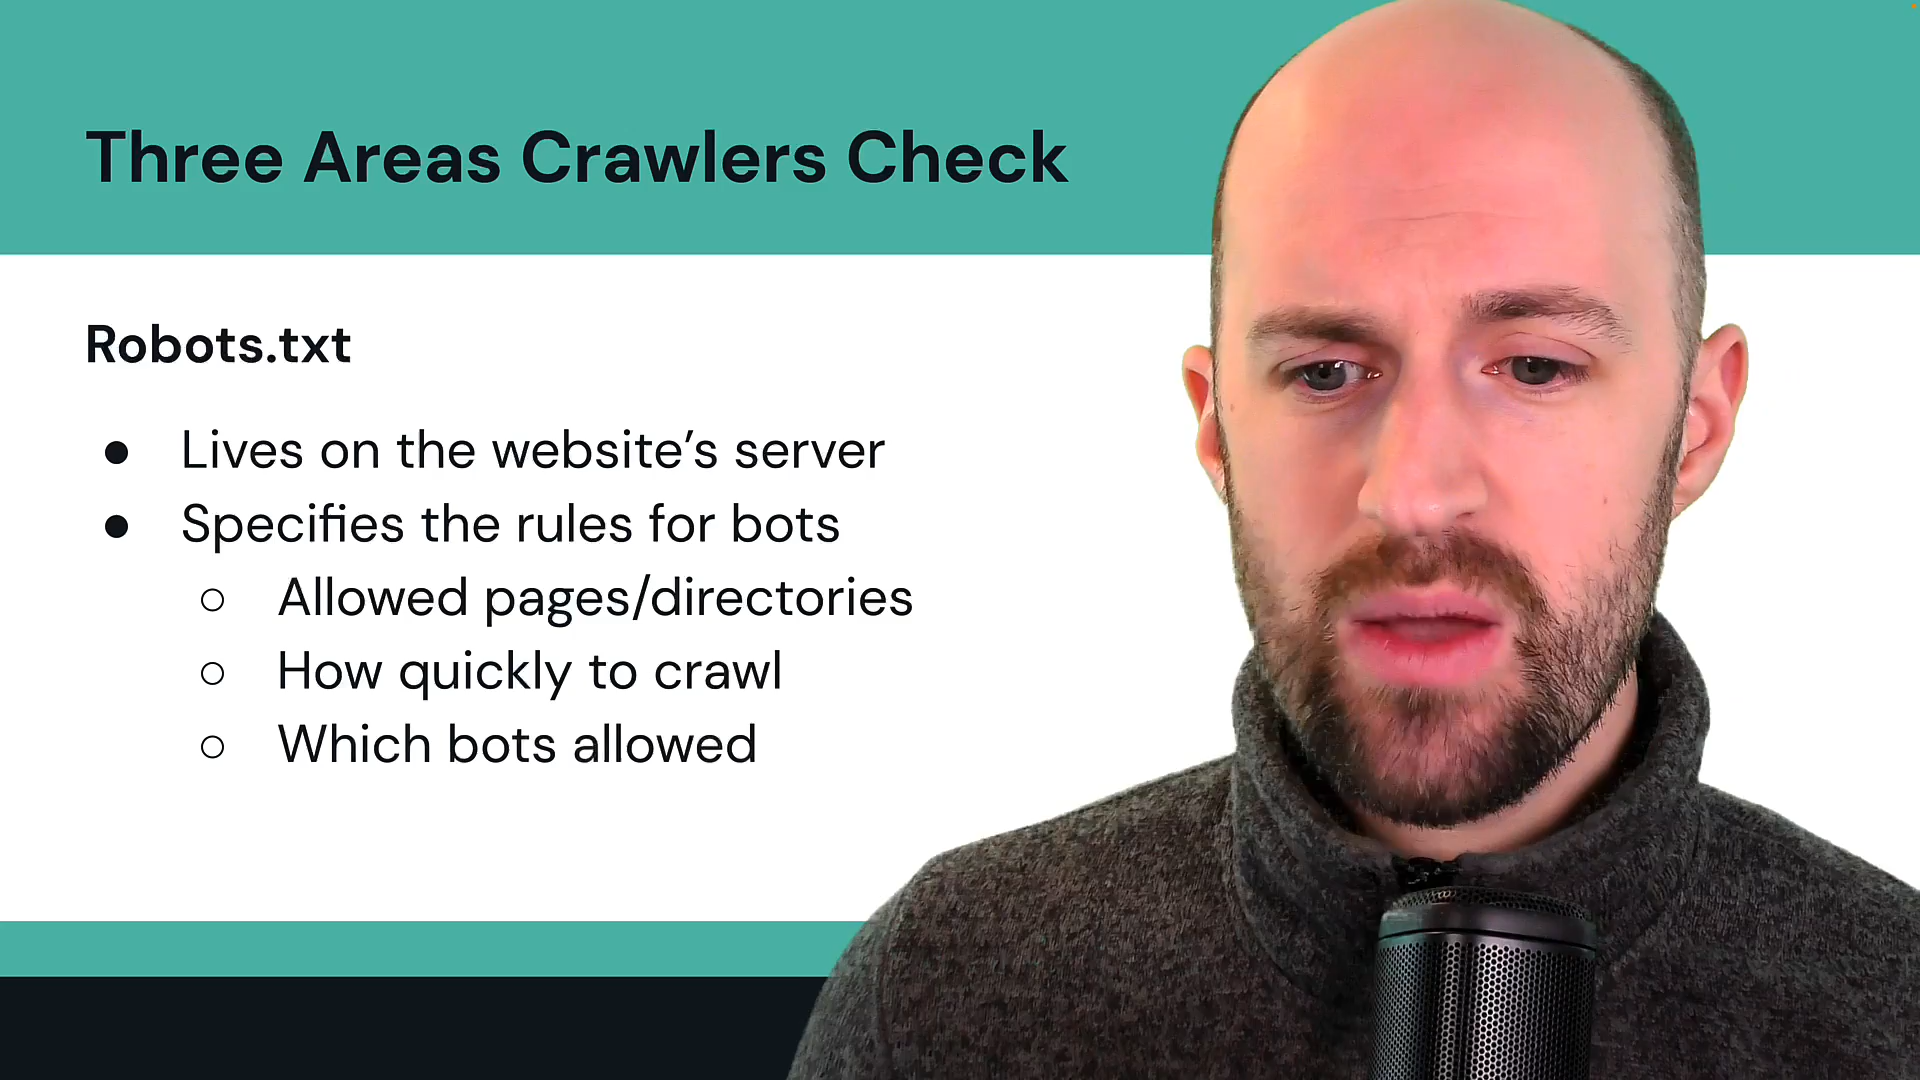 Three Areas Crawlers Check
Robots.txt
● Lives on the website’s server
● Specifies the rules for bots
○ Allowed pages/directories
○ How quickly to crawl
○ Which bots allowed